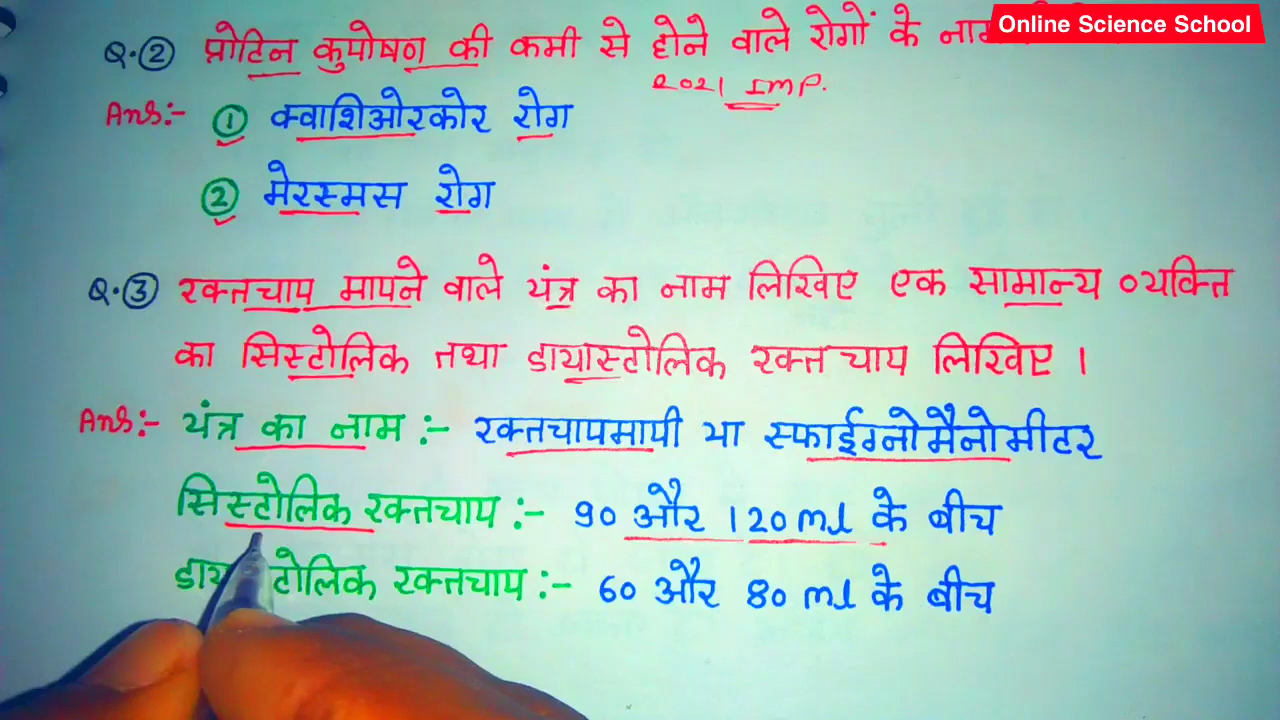 Online Science School
Q.② प्रोटिन कुपोषण की कमी से होने वाले रोगों के
2021 Imp.
Ans:- ① क्वाशिओरकोर रोग
② मेरस्मस रोग
Q.③ रक्तचाप मापने वाले यंत्र का नाम लिखिए एक सामान्य व्यक्ति
का सिस्टोलिक तथा डायास्टोलिक रक्तचाप लिखिए।
Ans:- यंत्र का नाम :- रक्तचापमापी या स्फाईग्नोमैनोमीटर
सिस्टोलिक रक्तचाप :- 90 और 120 ml के बीच
रक्तचाप :- 60 और 80 ml के बीच